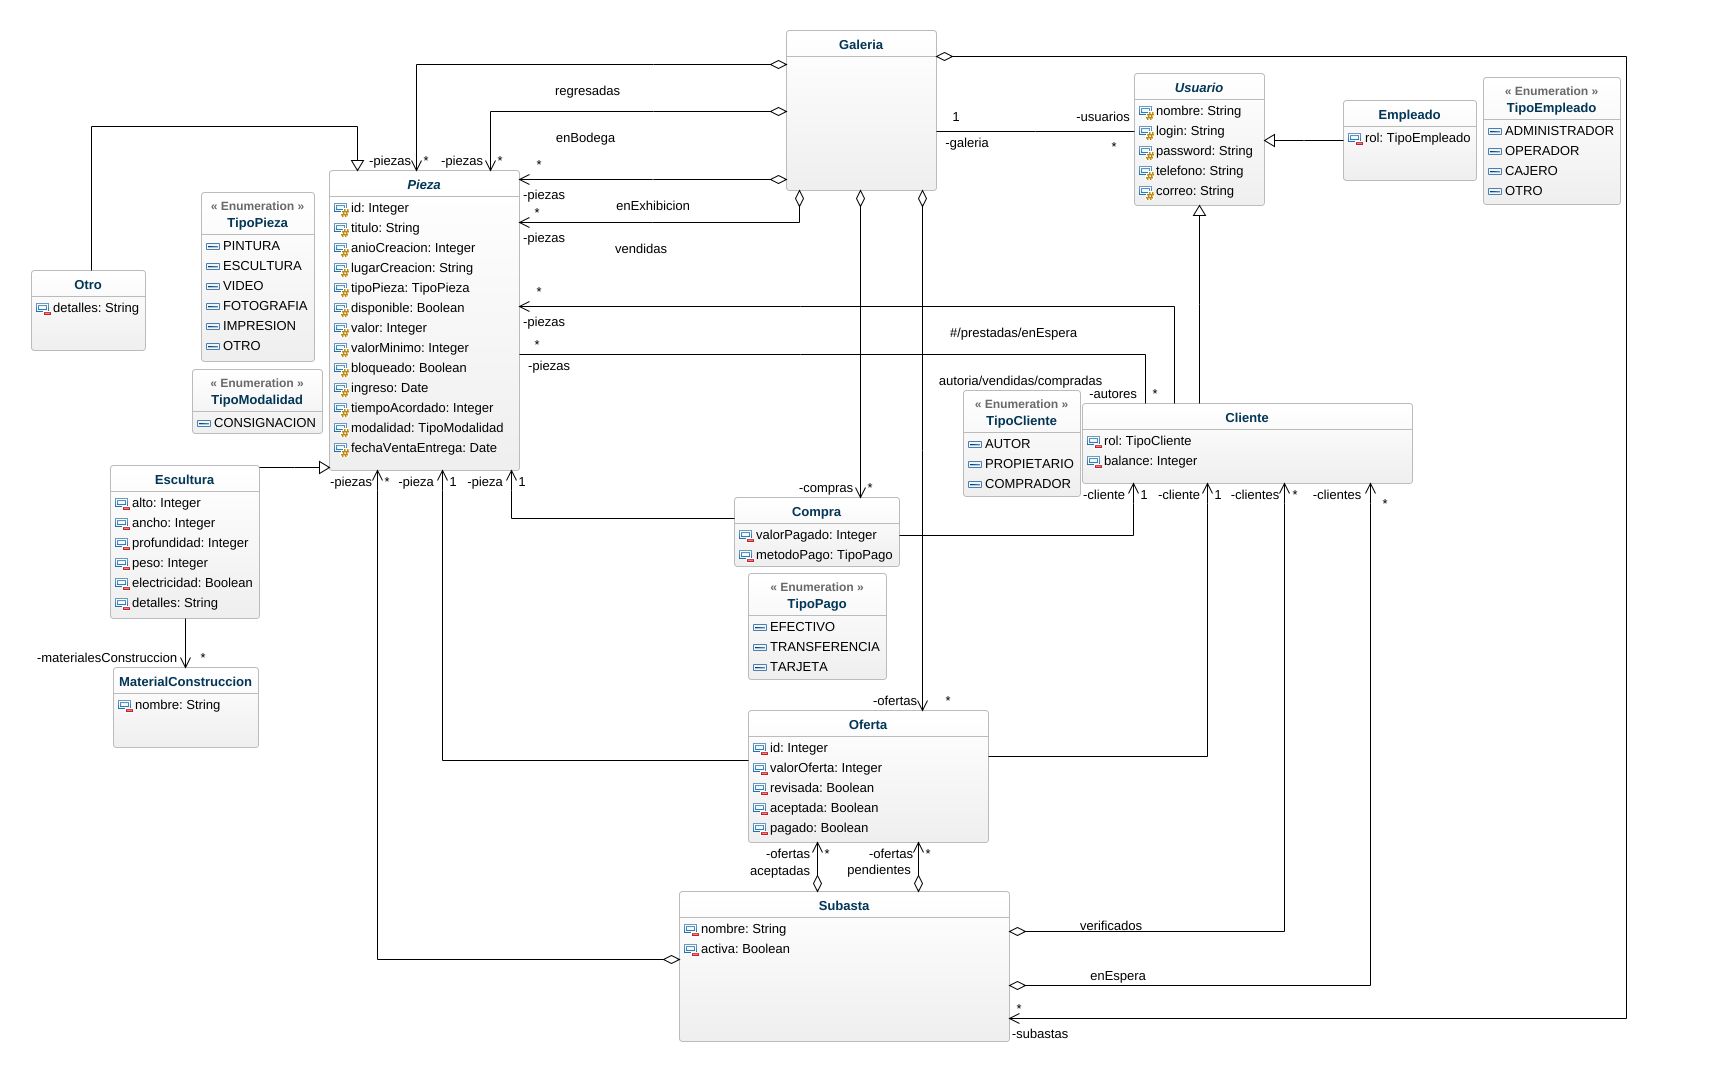 Galeria
regresadas
enBodega
enExhibicion
vendidas
-piezas *
-piezas *
*
-piezas
*
-piezas
1
-galeria
-usuarios
*
Usuario
nombre: String
login: String
password: String
telefono: String
correo: String
Empleado
rol: TipoEmpleado
« Enumeration »
TipoEmpleado
ADMINISTRADOR
OPERADOR
CAJERO
OTRO
Pieza
id: Integer
titulo: String
anioCreacion: Integer
lugarCreacion: String
tipoPieza: TipoPieza
disponible: Boolean
valor: Integer
valorMinimo: Integer
bloqueado: Boolean
ingreso: Date
tiempoAcordado: Integer
modalidad: TipoModalidad
fechaVentaEntrega: Date
« Enumeration »
TipoPieza
PINTURA
ESCULTURA
VIDEO
FOTOGRAFIA
IMPRESION
OTRO
Otro
detalles: String
« Enumeration »
TipoModalidad
CONSIGNACION
*
-piezas
#/prestadas/enEspera
*
-piezas
autoria/vendidas/compradas
-autores *
« Enumeration »
TipoCliente
AUTOR
PROPIETARIO
COMPRADOR
Cliente
rol: TipoCliente
balance: Integer
Escultura
alto: Integer
ancho: Integer
profundidad: Integer
peso: Integer
electricidad: Boolean
detalles: String
-piezas * -pieza 1 -pieza 1
-compras *
-cliente 1 -cliente 1 -clientes * -clientes *
Compra
valorPagado: Integer
metodoPago: TipoPago
« Enumeration »
TipoPago
EFECTIVO
TRANSFERENCIA
TARJETA
-materialesConstruccion *
MaterialConstruccion
nombre: String
-ofertas *
Oferta
id: Integer
valorOferta: Integer
revisada: Boolean
aceptada: Boolean
pagado: Boolean
-ofertas * -ofertas *
aceptadas pendientes
Subasta
nombre: String
activa: Boolean
verificados
enEspera
*
-subastas